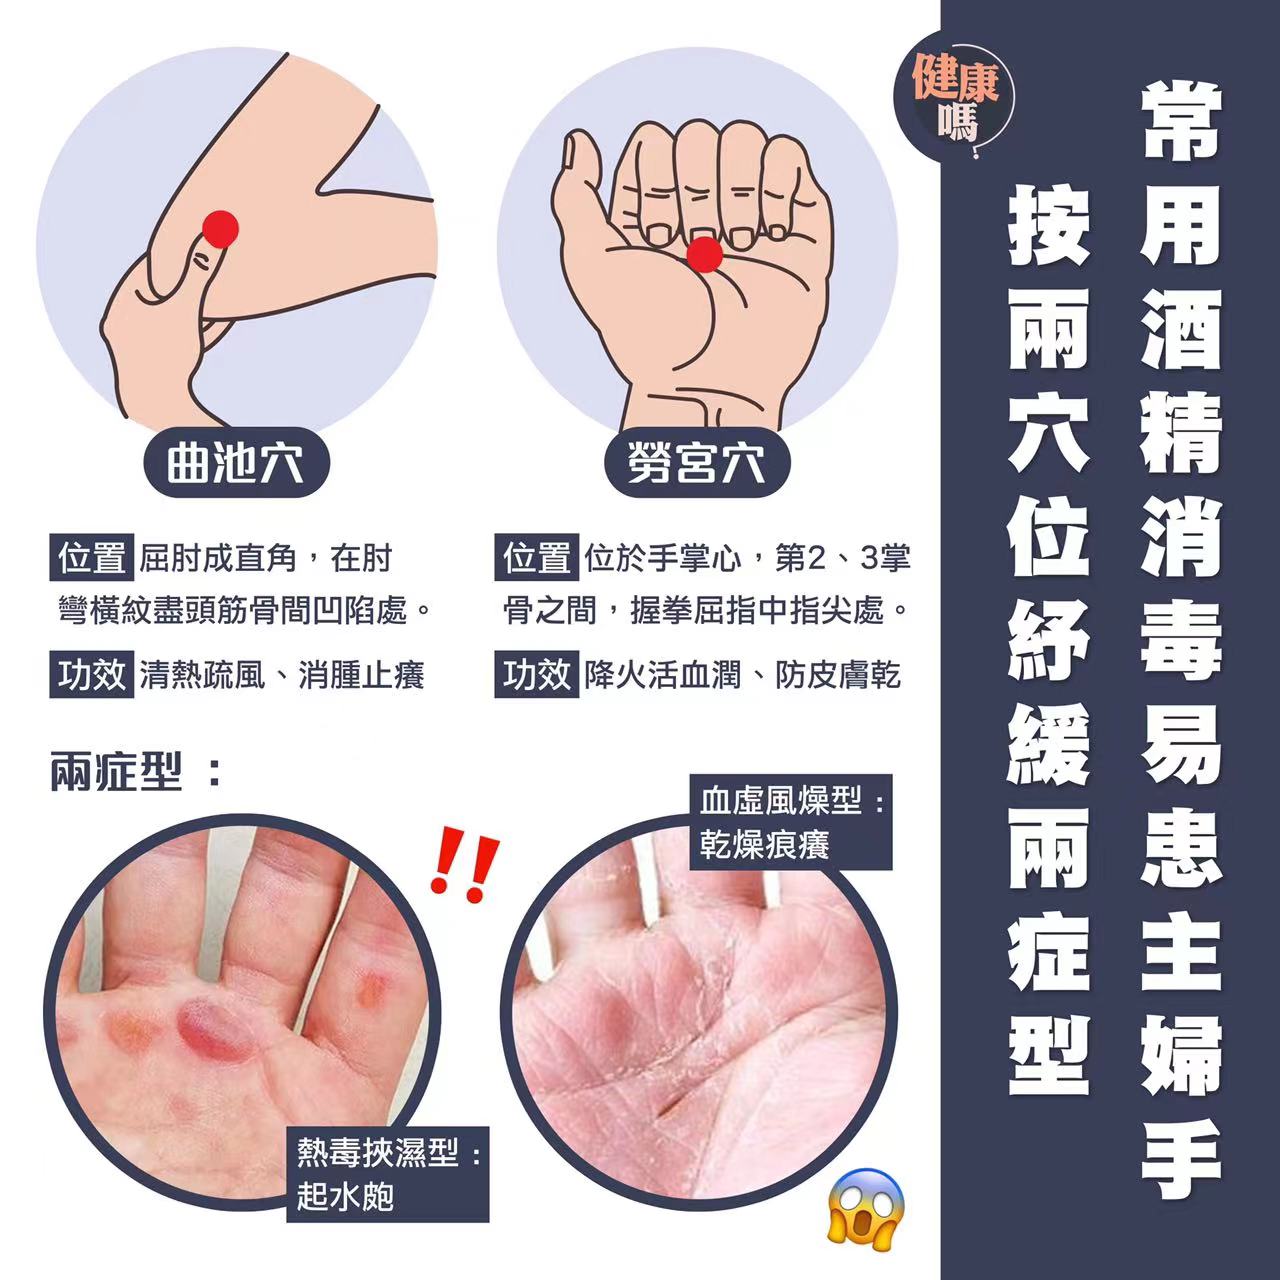 常用酒精消毒易患主婦手
按兩穴位紓緩兩症型
健康
嗎
曲池穴
位置 屈肘成直角，在肘
彎橫紋盡頭筋骨間凹陷處。
功效 清熱疏風、消腫止癢
勞宮穴
位置 位於手掌心，第2、3掌
骨之間，握拳屈指中指尖處。
功效 降火活血潤、防皮膚乾
兩症型：
熱毒挾濕型：
起水皰
血虛風燥型：
乾燥痕癢